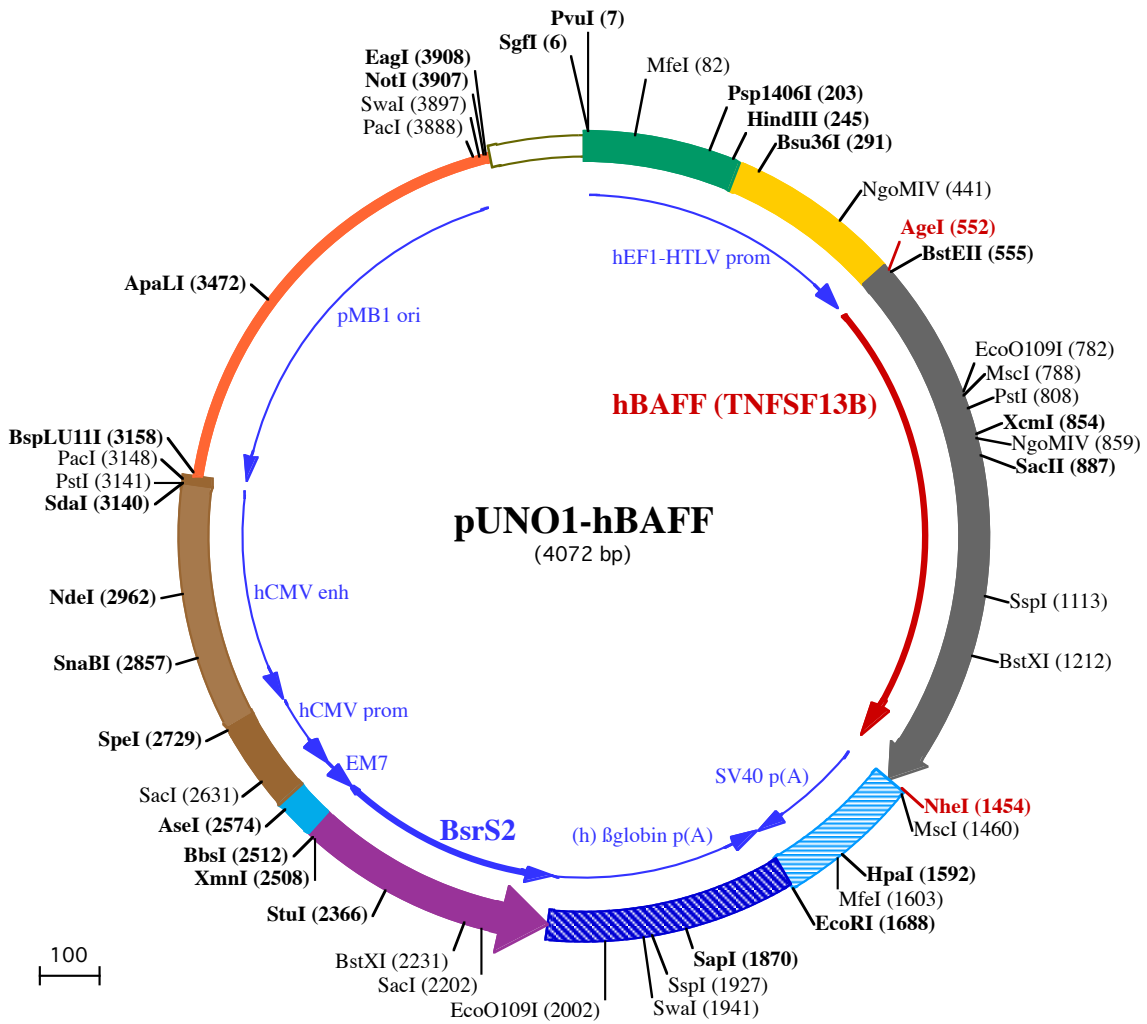 PvuI (7)
SgfI (6)
MfeI (82)
Psp1406I (203)
HindIII (245)
Bsu36I (291)
NgoMIV (441)
AgeI (552)
BstEII (555)
EcoO109I (782)
MscI (788)
PstI (808)
XcmI (854)
NgoMIV (859)
SacII (887)
SspI (1113)
BstXI (1212)
NheI (1454)
MscI (1460)
HpaI (1592)
MfeI (1603)
EcoRI (1688)
SapI (1870)
SspI (1927)
SwaI (1941)
EcoO109I (2002)
SacI (2202)
BstXI (2231)
StuI (2366)
XmnI (2508)
BbsI (2512)
AseI (2574)
SacI (2631)
SpeI (2729)
SnaBI (2857)
NdeI (2962)
SdaI (3140)
PstI (3141)
PacI (3148)
BspLU11I (3158)
ApaLI (3472)
PacI (3888)
SwaI (3897)
NotI (3907)
EagI (3908)
hEF1-HTLV prom
hBAFF (TNFSF13B)
SV40 p(A)
(h) ßglobin p(A)
BsrS2
EM7
hCMV prom
hCMV enh
pMB1 ori
pUNO1-hBAFF
(4072 bp)
100